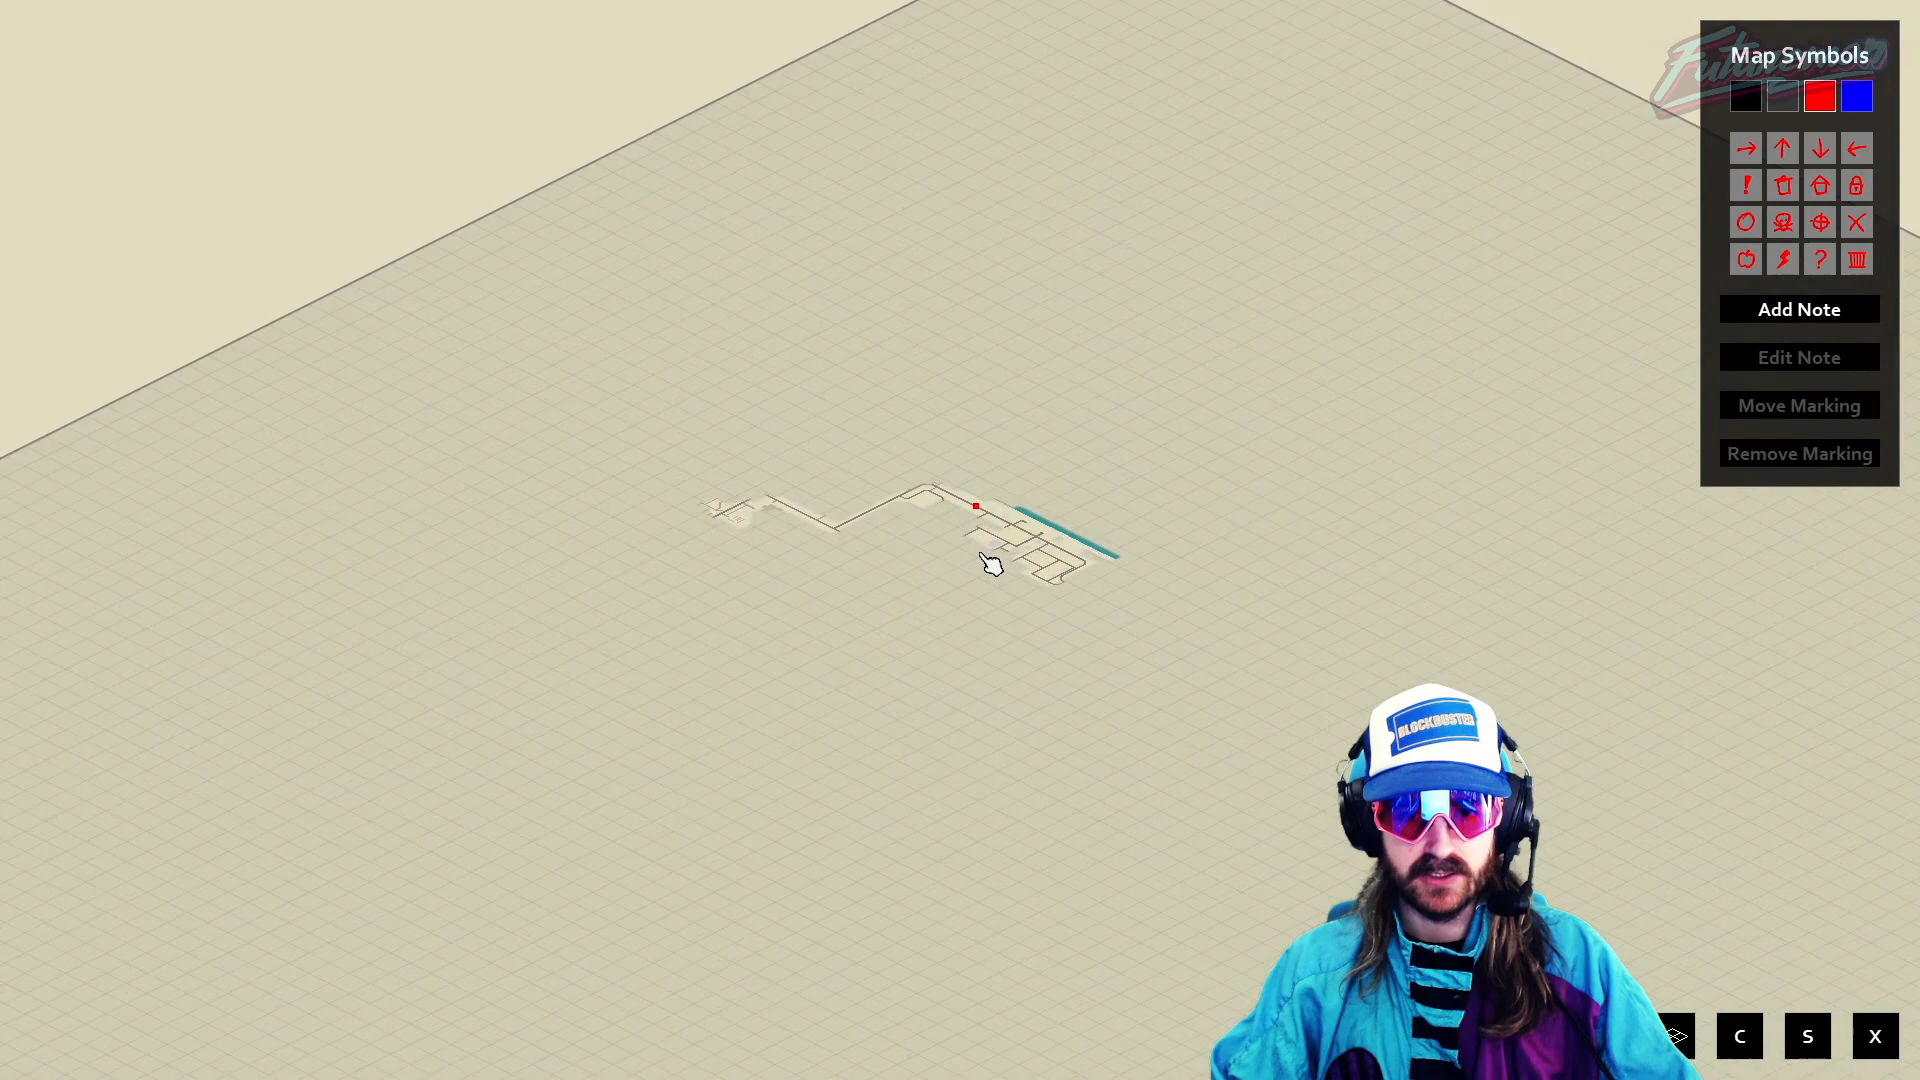 Map Symbols
Add Note
Edit Note
Move Marking
Remove Marking
BLOCKBUSTER
C
S
X